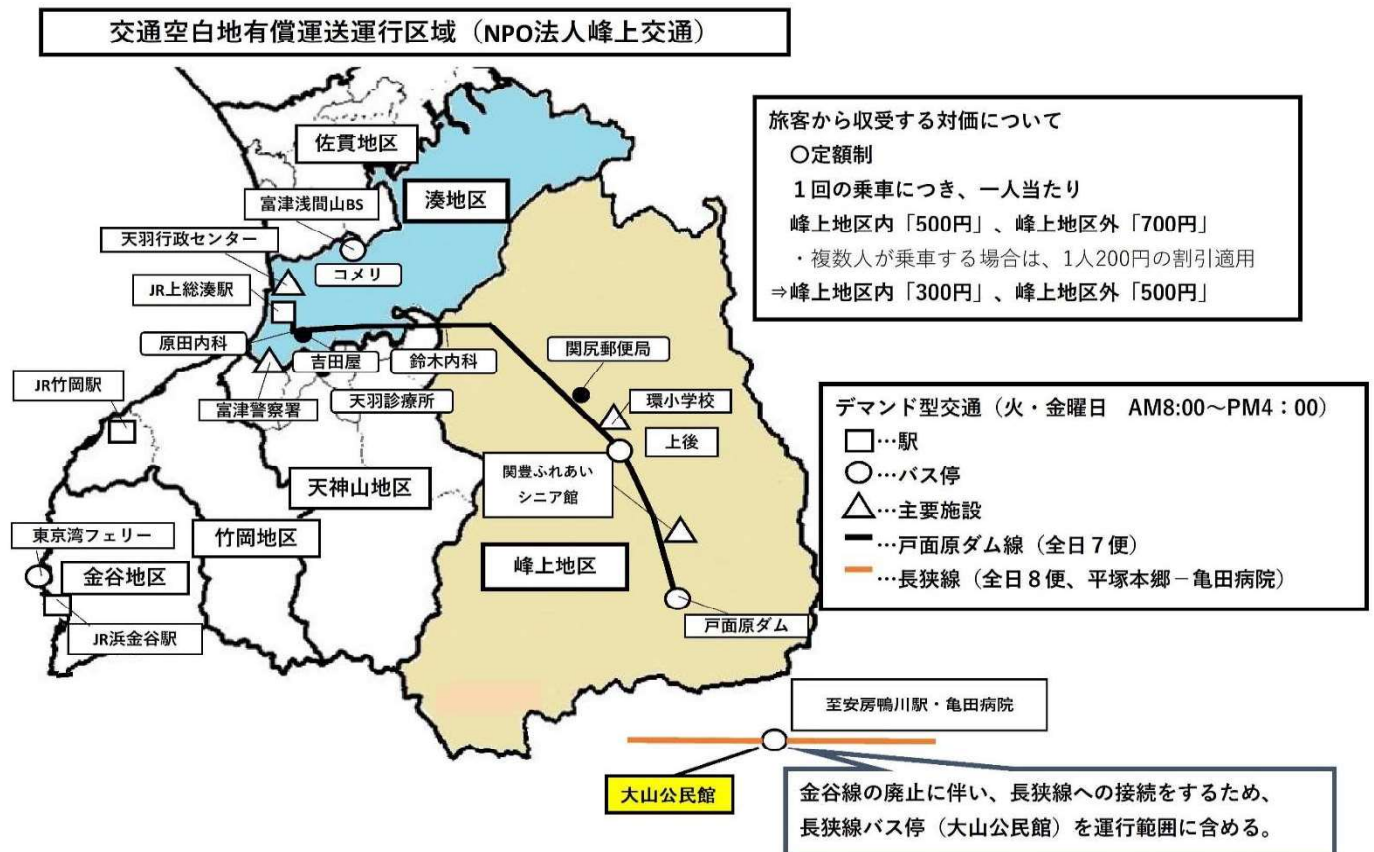 交通空白地有償運送運行区域（NPO法人峰上交通）
旅客から収受する対価について
〇定額制
１回の乗車につき、一人当たり
峰上地区内「500円」、峰上地区外「700円」
・複数人が乗車する場合は、1人200円の割引適用
⇒峰上地区内「300円」、峰上地区外「500円」
佐貫地区
湊地区
富津浅間山BS
天羽行政センター
コメリ
JR上総湊駅
原田内科
吉田屋
鈴木内科
関尻郵便局
JR竹岡駅
富津警察署
天羽診療所
環小学校
上後
関豊ふれあい
シニア館
天神山地区
竹岡地区
東京湾フェリー
金谷地区
峰上地区
JR浜金谷駅
戸面原ダム
デマンド型交通（火・金曜日　AM8:00～PM4：00）
□…駅
○…バス停
△…主要施設
…戸面原ダム線（全日７便）
…長狭線（全日８便、平塚本郷－亀田病院）
至安房鴨川駅・亀田病院
大山公民館
金谷線の廃止に伴い、長狭線への接続をするため、
長狭線バス停（大山公民館）を運行範囲に含める。